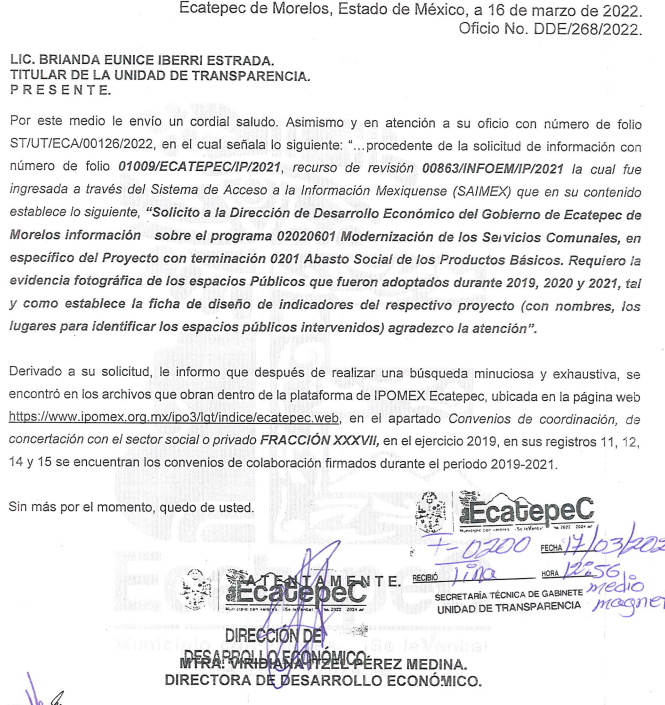 Ecatepec de Morelos, Estado de México, a 16 de marzo de 2022.
Oficio No. DDE/268/2022.
LIC. BRIANDA EUNICE IBERRI ESTRADA.
TITULAR DE LA UNIDAD DE TRANSPARENCIA.
P R E S E N T E.
Por este medio le envío un cordial saludo. Asimismo y en atención a su oficio con número de folio
ST/UT/ECA/00126/2022, en el cual señala lo siguiente: "...procedente de la solicitud de información con
número de folio 01009/ECATEPEC/IP/2021, recurso de revisión 00863/INFOEM/IP/2021 la cual fue
ingresada a través del Sistema de Acceso a la Información Mexiquense (SAIMEX) que en su contenido
establece lo siguiente, "Solicito a la Dirección de Desarrollo Económico del Gobierno de Ecatepec de
Morelos información sobre el programa 02020601 Modernización de los Servicios Comunales, en
específico del Proyecto con terminación 0201 Abasto Social de los Productos Básicos. Requiero la
evidencia fotográfica de los espacios Públicos que fueron adoptados durante 2019, 2020 y 2021, tal
y como establece la ficha de diseño de indicadores del respectivo proyecto (con nombres, los
lugares para identificar los espacios públicos intervenidos) agradezco la atención".
Derivado a su solicitud, le informo que después de realizar una búsqueda minuciosa y exhaustiva, se
encontró en los archivos que obran dentro de la plataforma de IPOMEX Ecatepec, ubicada en la página web
https://www.ipomex.org.mx/ipo3/lgt/indice/ecatepec.web, en el apartado Convenios de coordinación, de
concertación con el sector social o privado FRACCIÓN XXXVII, en el ejercicio 2019, en sus registros 11, 12,
14 y 15 se encuentran los convenios de colaboración firmados durante el periodo 2019-2021.
Sin más por el momento, quedo de usted.
EcatepeC
0200 FECHA 17/03/202
RECIBIÓ HORA 12:56
medio
SECRETARÍA TÉCNICA DE GABINETE
UNIDAD DE TRANSPARENCIA
magnet
A T E N T A M E N T E.
EcatepeC
DIRECCIÓN DE
DESARROLLO ECONÓMICO
MTRA. VIRIDIANA ITZEL PÉREZ MEDINA.
DIRECTORA DE DESARROLLO ECONÓMICO.